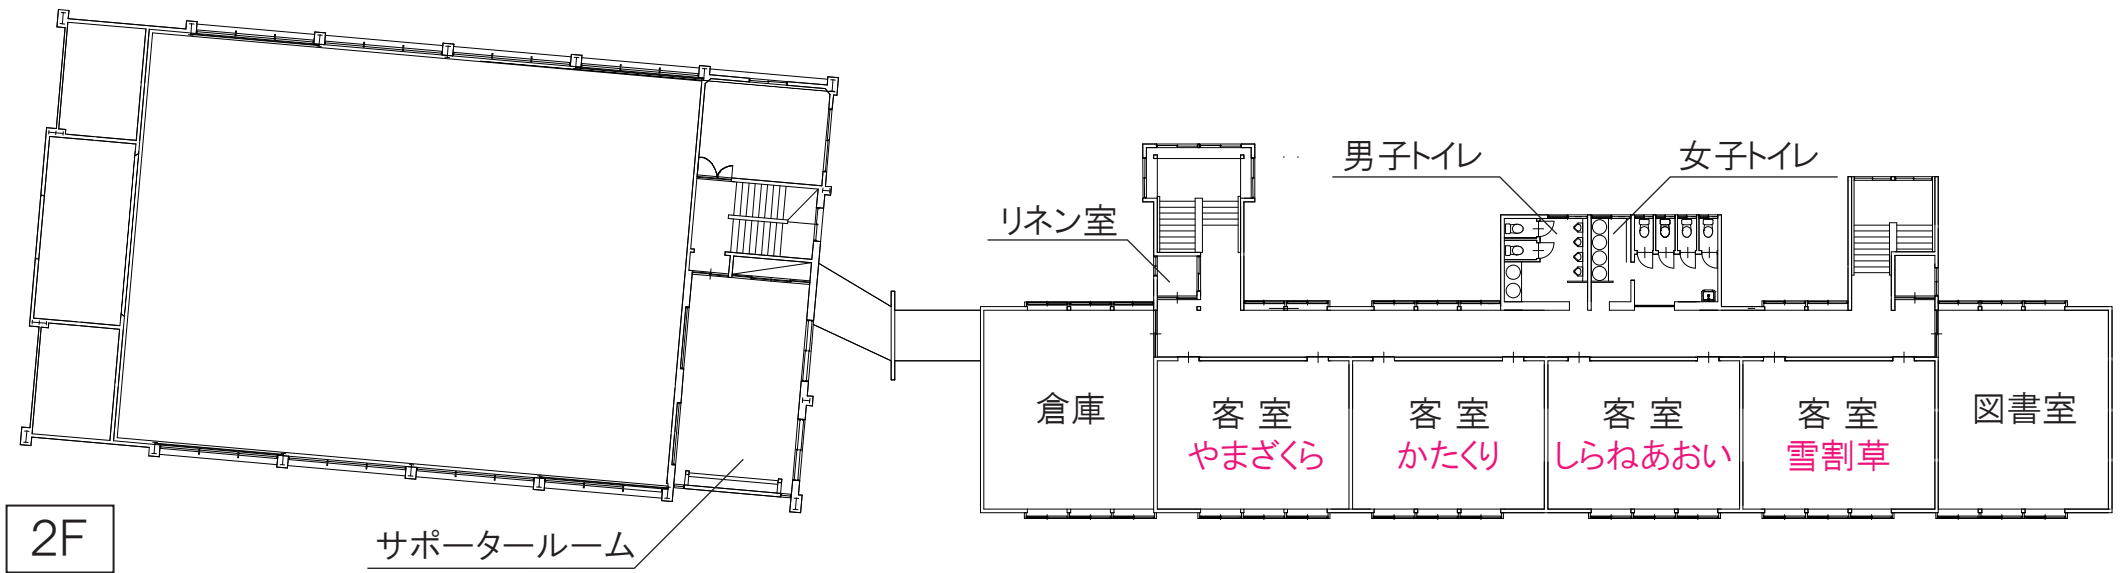 男子トイレ
女子トイレ
リネン室
倉庫
客室
やまざくら
客室
かたくり
客室
しらねあおい
客室
雪割草
図書室
サポータールーム
2F